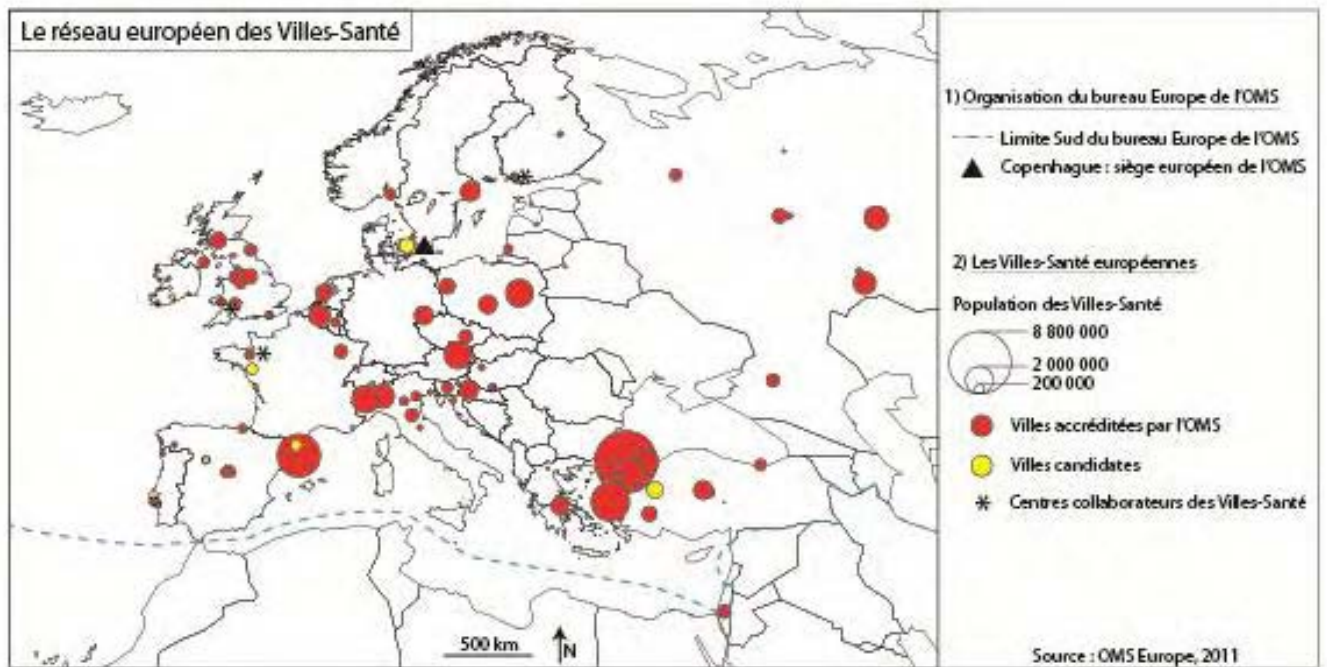 Le réseau européen des Villes-Santé
1) Organisation du bureau Europe de l'OMS
Limite Sud du bureau Europe de l'OMS
Copenhague : siège européen de l'OMS
2) Les Villes-Santé européennes
Population des Villes-Santé
8 800 000
2 000 000
200 000
Villes accréditées par l'OMS
Villes candidates
Centres collaborateurs des Villes-Santé
500 km
N
Source : OMS Europe, 2011